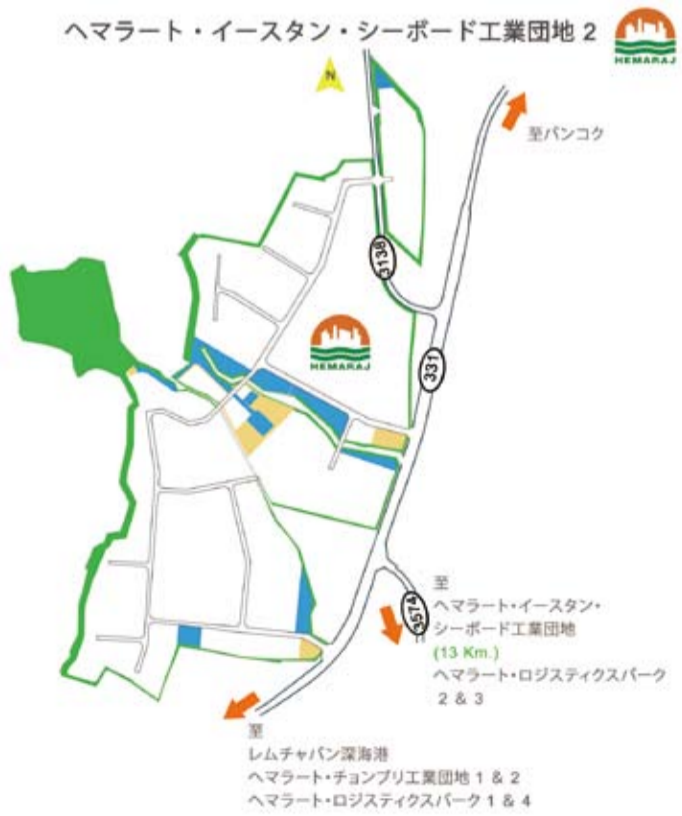 ヘマラート・イースタン・シーボード工業団地 2
HEMARAJ
N
至バンコク
3138
HEMARAJ
331
3574
至
ヘマラート・イースタン・
シーボード工業団地
(13 Km.)
ヘマラート・ロジスティクスパーク
2 & 3
至
レムチャバン深海港
ヘマラート・チョンブリ工業団地 1 & 2
ヘマラート・ロジスティクスパーク 1 & 4